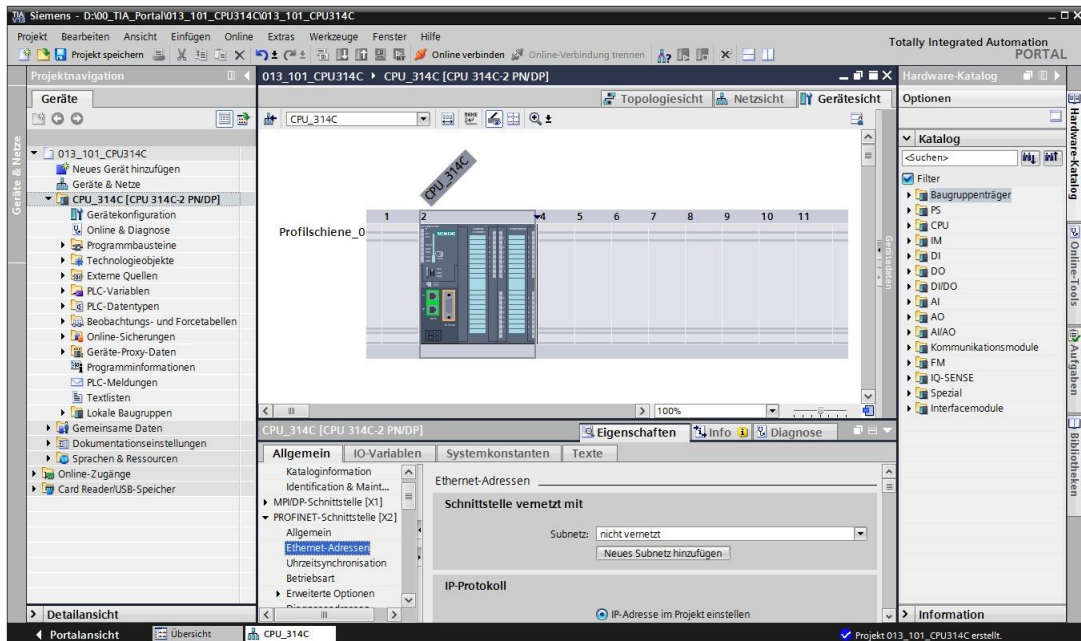 Siemens - D:\00_TIA_Portal\013_101_CPU314C\013_101_CPU314C
Projekt Bearbeiten Ansicht Einfügen Online Extras Werkzeuge Fenster Hilfe
Projekt speichern
Online verbinden
Online-Verbindung trennen
Totally Integrated Automation
PORTAL
Projektnavigation
Geräte
Geräte & Netze
013_101_CPU314C
Neues Gerät hinzufügen
Geräte & Netze
CPU_314C [CPU 314C-2 PN/DP]
Gerätekonfiguration
Online & Diagnose
Programmbausteine
Technologieobjekte
Externe Quellen
PLC-Variablen
PLC-Datentypen
Beobachtungs- und Forcetabellen
Online-Sicherungen
Geräte-Proxy-Daten
Programminformationen
PLC-Meldungen
Textlisten
Lokale Baugruppen
Gemeinsame Daten
Dokumentationseinstellungen
Sprachen & Ressourcen
Online-Zugänge
Card Reader/USB-Speicher
Detailansicht
013_101_CPU314C CPU_314C [CPU 314C-2 PN/DP]
Topologiesicht Netzsicht Gerätesicht
CPU_314C
CPU_314C
1 2 4 5 6 7 8 9 10 11
Profilschiene_0
SIEMENS
Gerätedaten
100%
CPU_314C [CPU 314C-2 PN/DP]
Eigenschaften Info Diagnose
Allgemein IO-Variablen Systemkonstanten Texte
Kataloginformation
Identification & Maint...
MPI/DP-Schnittstelle [X1]
PROFINET-Schnittstelle [X2]
Allgemein
Ethernet-Adressen
Uhrzeitsynchronisation
Betriebsart
Erweiterte Optionen
Ethernet-Adressen
Schnittstelle vernetzt mit
Subnetz: nicht vernetzt
Neues Subnetz hinzufügen
IP-Protokoll
IP-Adresse im Projekt einstellen
Hardware-Katalog
Optionen
Katalog
<Suchen>
Filter
Baugruppenträger
PS
CPU
IM
DI
DO
DI/DO
AI
AO
AI/AO
Kommunikationsmodule
FM
IQ-SENSE
Spezial
Interfacemodule
Information
Hardware-Katalog
Online-Tools
Aufgaben
Bibliotheken
Portalansicht
Übersicht
CPU_314C
Projekt 013_101_CPU314C erstellt.